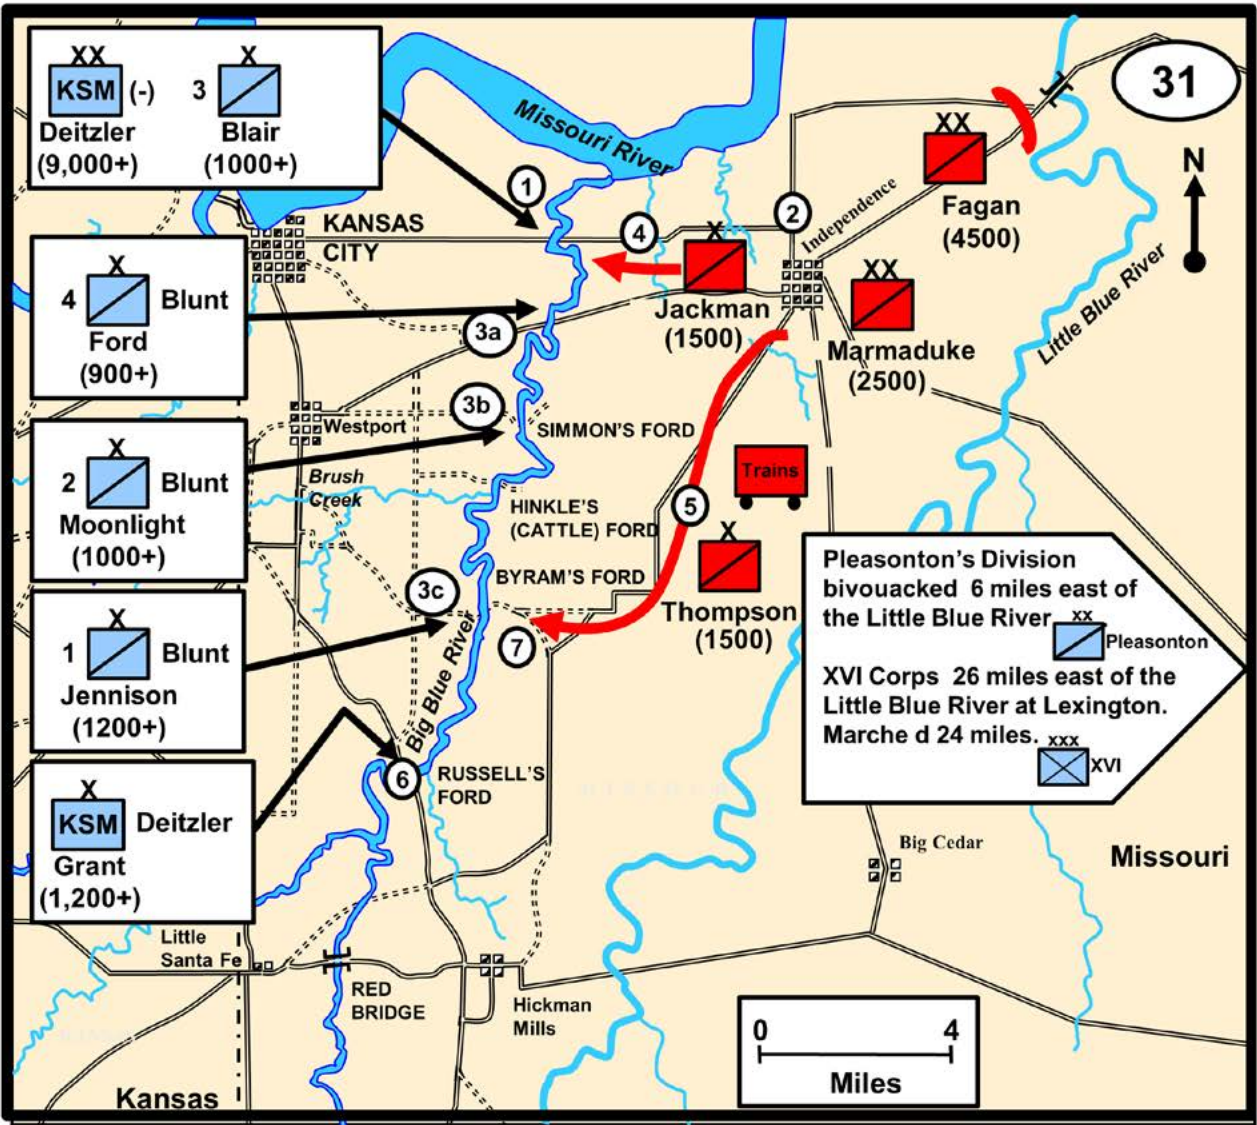 XX
KSM (-)
Deitzler
(9,000+)
X
3
Blair
(1000+)
X
4 Blunt
Ford
(900+)
X
2 Blunt
Moonlight
(1000+)
X
1 Blunt
Jennison
(1200+)
X
KSM Deitzler
Grant
(1,200+)
31
N
Missouri River
1
2
4
KANSAS
CITY
Independence
XX
Fagan
(4500)
X
Jackman
(1500)
XX
Marmaduke
(2500)
Little Blue River
3a
3b
Westport
SIMMON'S FORD
Brush
Creek
HINKLE'S
(CATTLE) FORD
5
Trains
BYRAM'S FORD
3c
X
Thompson
(1500)
7
Big Blue River
6
RUSSELL'S
FORD
Pleasonton's Division
bivouacked 6 miles east of
the Little Blue River
XX
Pleasonton
XVI Corps 26 miles east of the
Little Blue River at Lexington.
Marche d 24 miles.
XXX
XVI
Big Cedar
Missouri
Little
Santa Fe
RED
BRIDGE
Hickman
Mills
0 4
Miles
Kansas